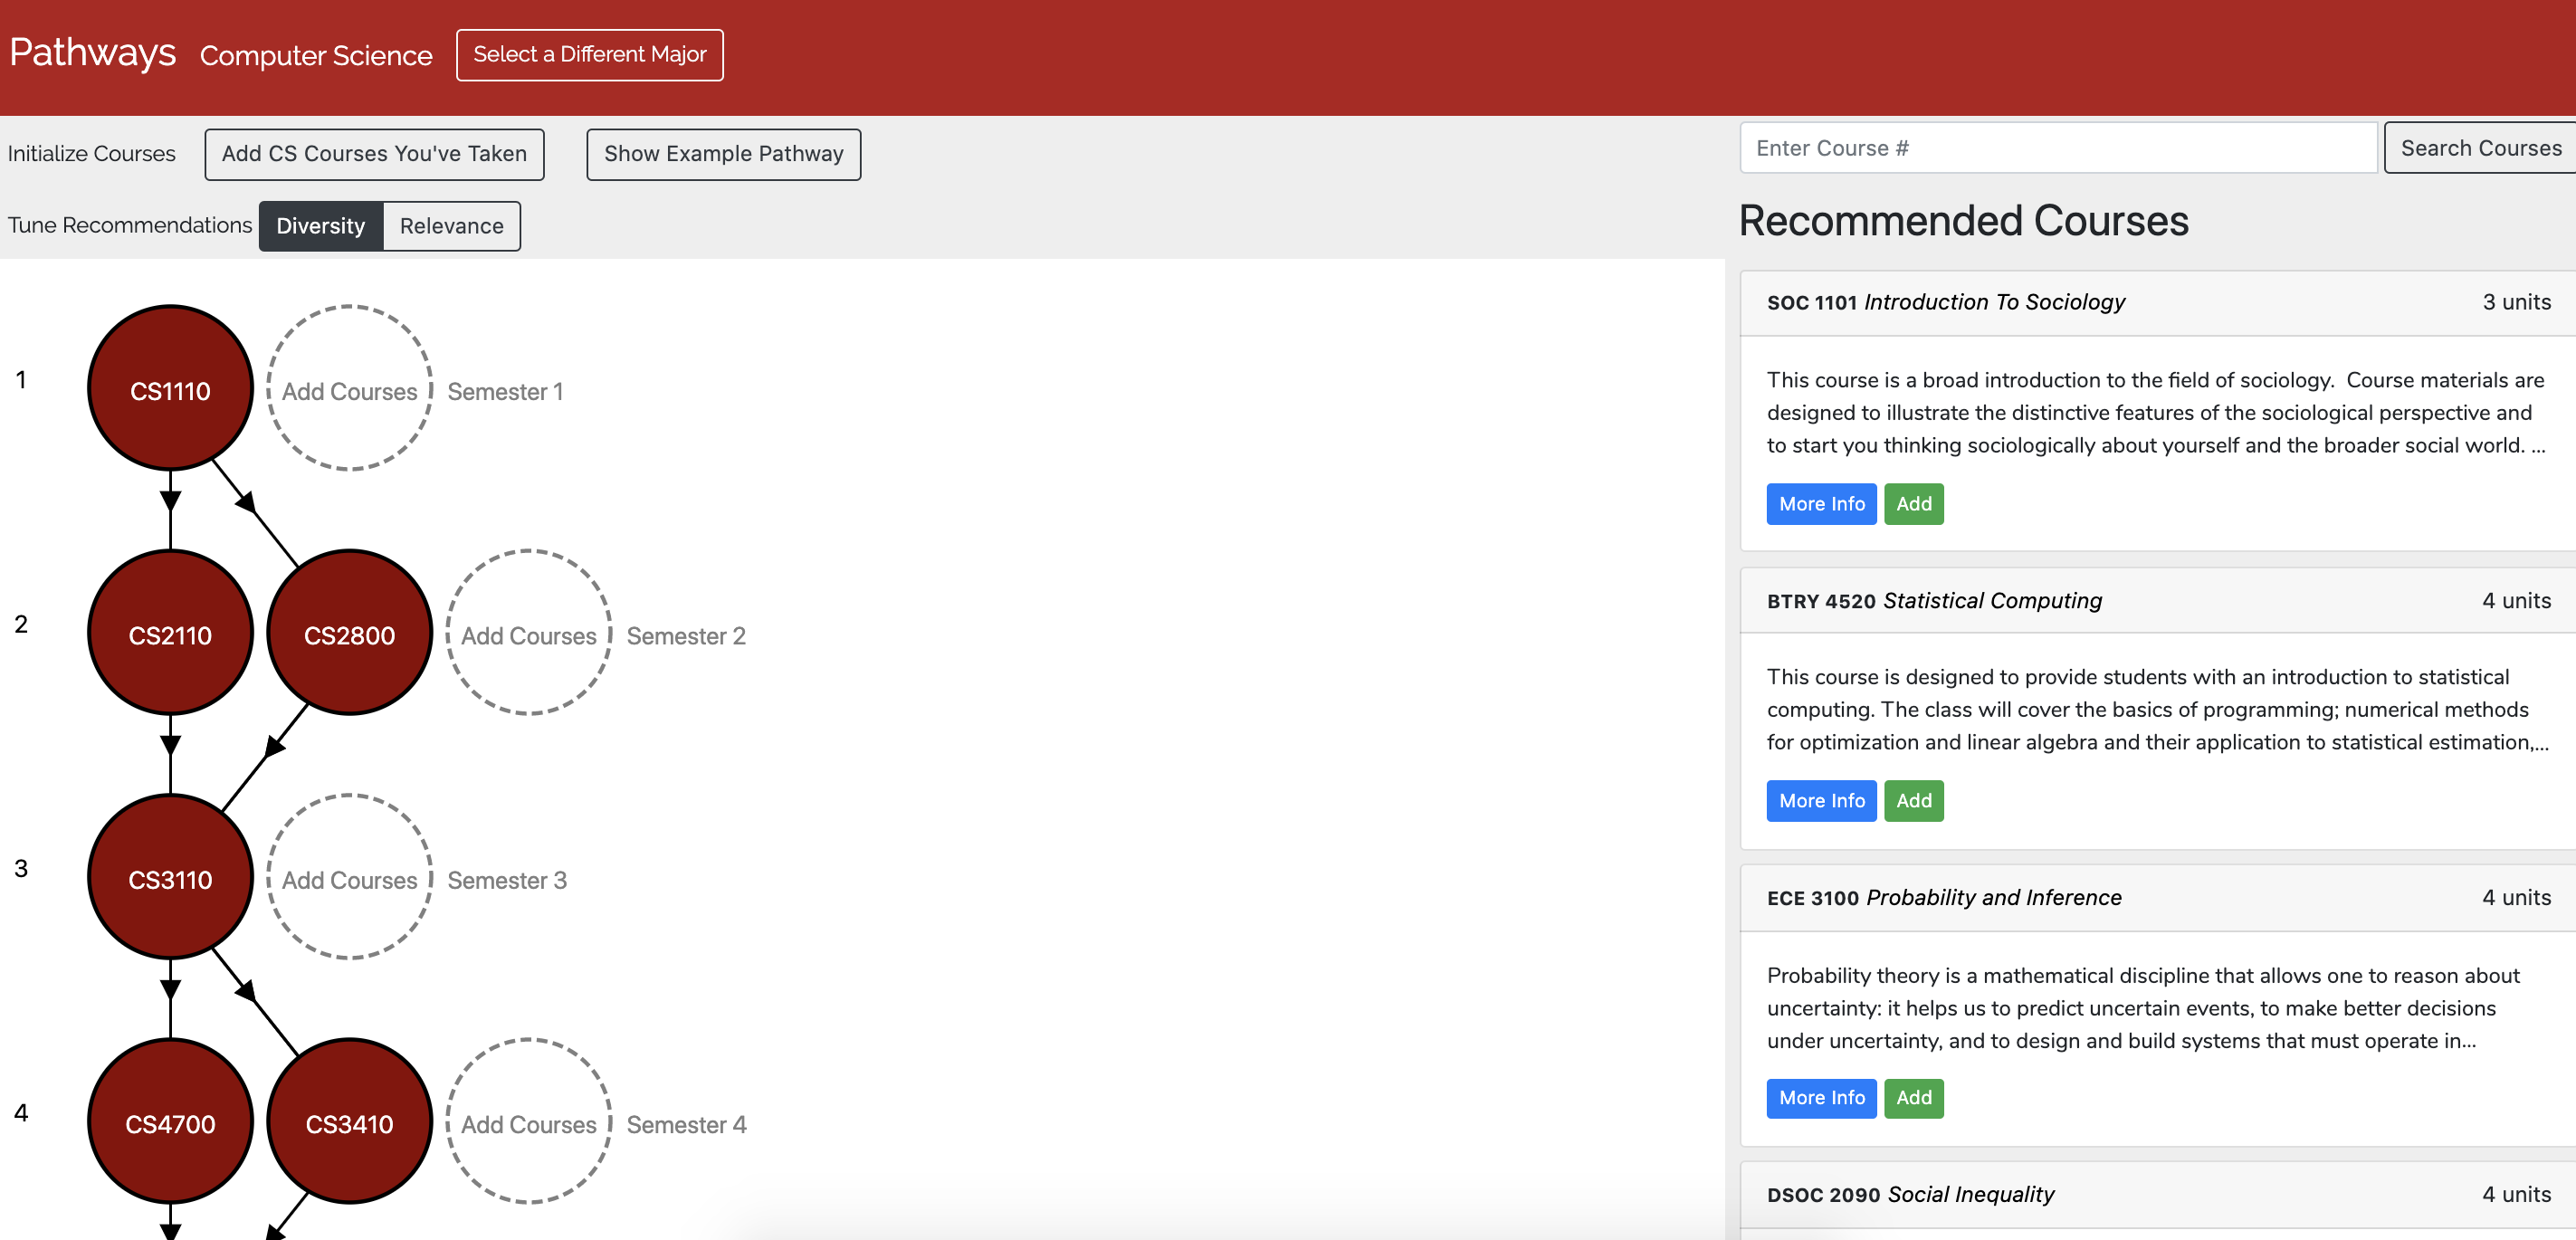 Pathways Computer Science Select a Different Major
Initialize Courses Add CS Courses You've Taken Show Example Pathway
Tune Recommendations Diversity Relevance
1 CS1110 Add Courses Semester 1
2 CS2110 CS2800 Add Courses Semester 2
3 CS3110 Add Courses Semester 3
4 CS4700 CS3410 Add Courses Semester 4
Enter Course # Search Courses
Recommended Courses
SOC 1101 Introduction To Sociology 3 units
This course is a broad introduction to the field of sociology. Course materials are
designed to illustrate the distinctive features of the sociological perspective and
to start you thinking sociologically about yourself and the broader social world. ...
More Info Add
BTRY 4520 Statistical Computing 4 units
This course is designed to provide students with an introduction to statistical
computing. The class will cover the basics of programming; numerical methods
for optimization and linear algebra and their application to statistical estimation,...
More Info Add
ECE 3100 Probability and Inference 4 units
Probability theory is a mathematical discipline that allows one to reason about
uncertainty: it helps us to predict uncertain events, to make better decisions
under uncertainty, and to design and build systems that must operate in...
More Info Add
DSOC 2090 Social Inequality 4 units